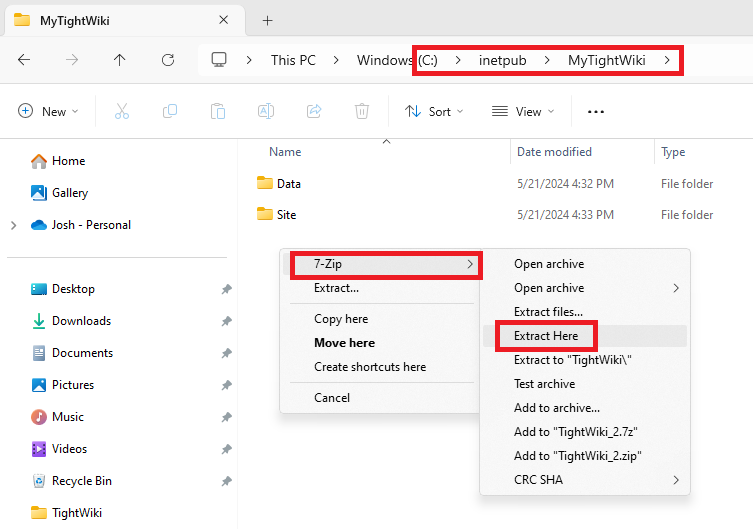 MyTightWiki
This PC > Windows (C:) > inetpub > MyTightWiki >
New Sort View
Name Date modified Type
Home
Gallery
Josh - Personal
Desktop
Downloads
Documents
Pictures
Music
Videos
Recycle Bin
TightWiki
Data 5/21/2024 4:32 PM File folder
Site 5/21/2024 4:33 PM File folder
7-Zip
Extract...
Copy here
Move here
Create shortcuts here
Cancel
Open archive
Open archive
Extract files...
Extract Here
Extract to "TightWiki\"
Test archive
Add to archive...
Add to "TightWiki_2.7z"
Add to "TightWiki_2.zip"
CRC SHA